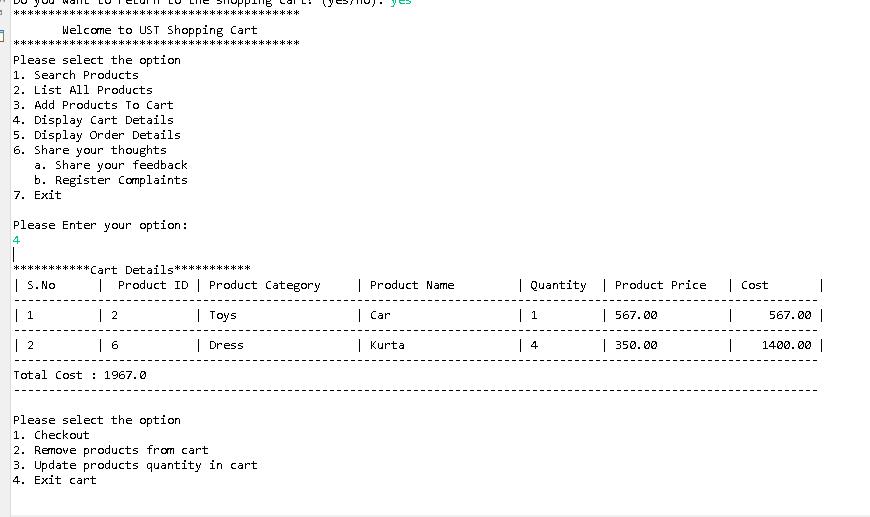 Do you want to return to the shopping cart? (yes/no): yes
*****************************************
       Welcome to UST Shopping Cart
*****************************************
Please select the option
1. Search Products
2. List All Products
3. Add Products To Cart
4. Display Cart Details
5. Display Order Details
6. Share your thoughts
   a. Share your feedback
   b. Register Complaints
7. Exit
Please Enter your option:
4
***********Cart Details***********
| S.No | Product ID | Product Category | Product Name | Quantity | Product Price | Cost |
| 1 | 2 | Toys | Car | 1 | 567.00 | 567.00 |
| 2 | 6 | Dress | Kurta | 4 | 350.00 | 1400.00 |
Total Cost : 1967.0
Please select the option
1. Checkout
2. Remove products from cart
3. Update products quantity in cart
4. Exit cart